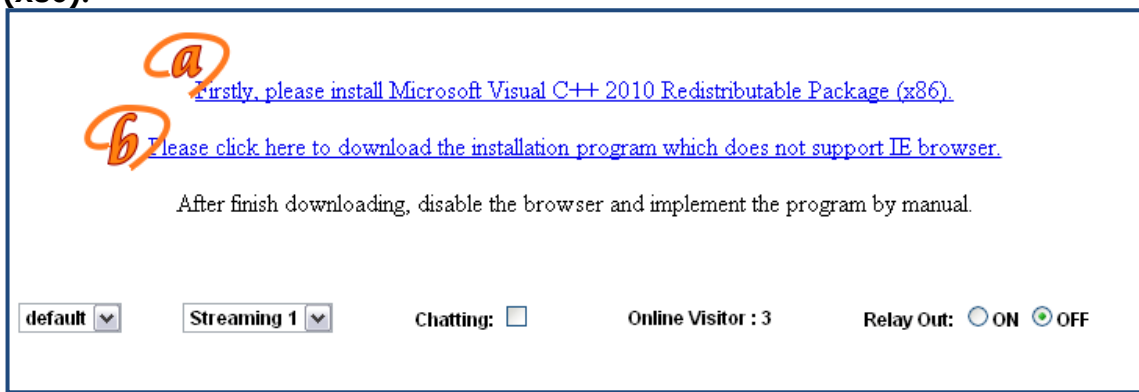 (x86).
a
Firstly, please install Microsoft Visual C++ 2010 Redistributable Package (x86).
b
Please click here to download the installation program which does not support IE browser.
After finish downloading, disable the browser and implement the program by manual.
default Streaming 1 Chatting: Online Visitor : 3 Relay Out: ON OFF